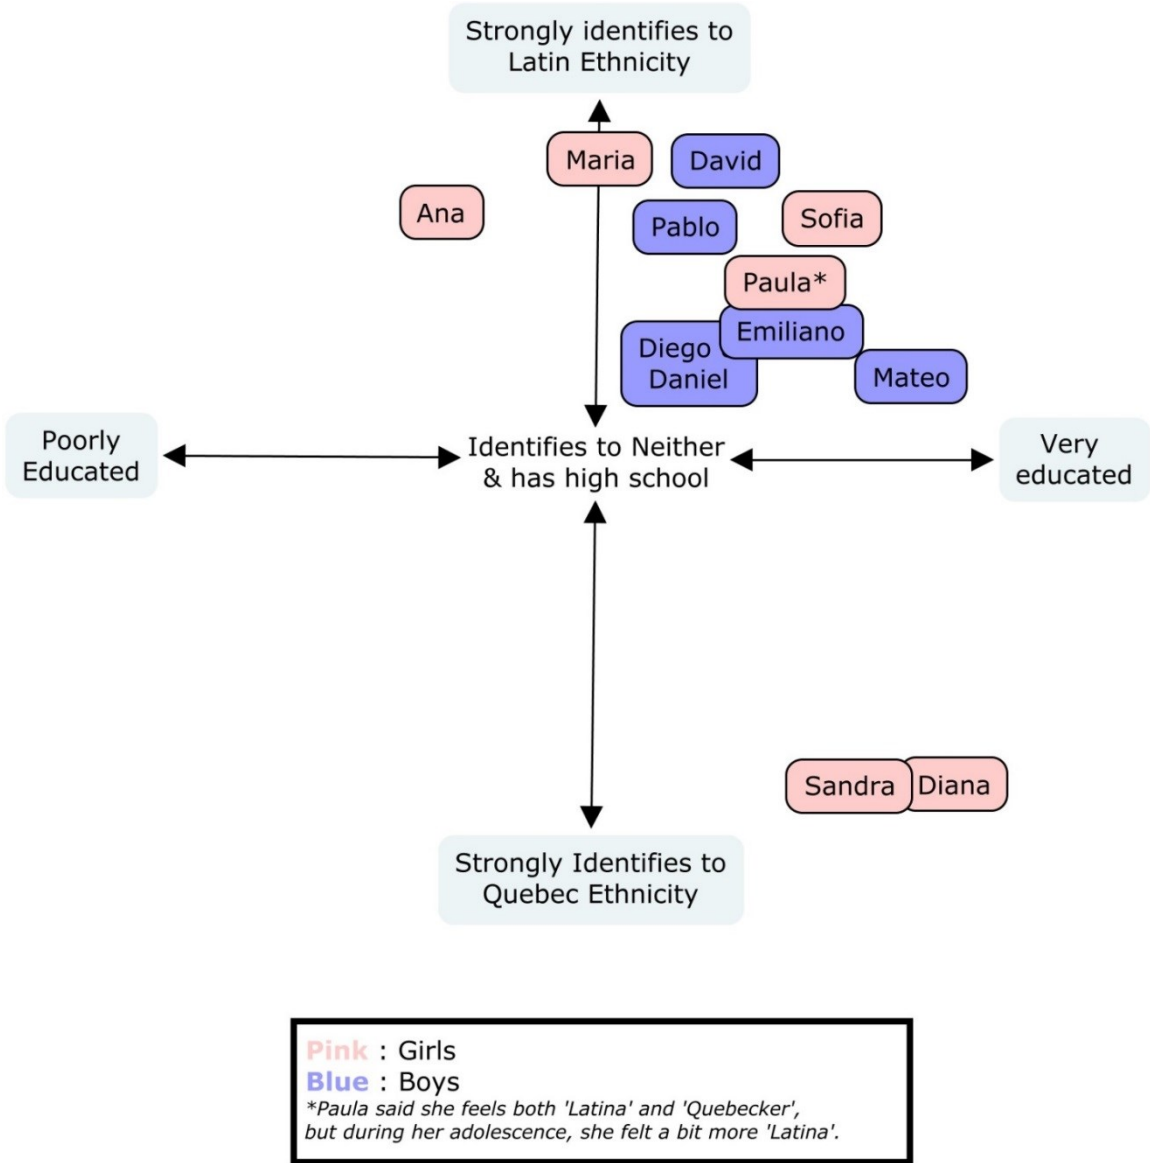 Strongly identifies to
Latin Ethnicity
Maria
David
Ana
Pablo
Sofia
Paula*
Emiliano
Diego
Daniel
Mateo
Poorly
Educated
Identifies to Neither
& has high school
Very
educated
Sandra
Diana
Strongly Identifies to
Quebec Ethnicity
Pink : Girls
Blue : Boys
*Paula said she feels both 'Latina' and 'Quebecker',
but during her adolescence, she felt a bit more 'Latina'.